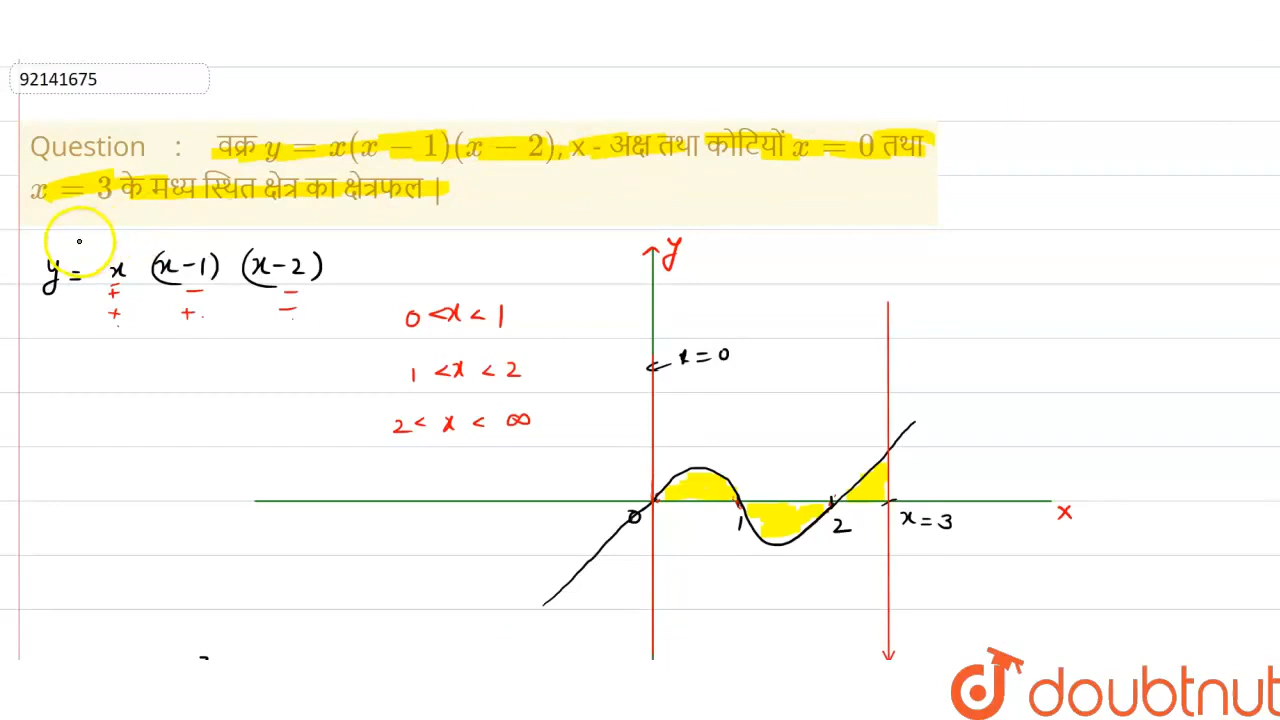 92141675
Question : वक्र y = x(x − 1)(x − 2), x - अक्ष तथा कोटियों x = 0 तथा
x = 3 के मध्य स्थित क्षेत्र का क्षेत्रफल |
y = x (x-1) (x-2)
+ - -
+ + -
0 < x < 1
1 < x < 2
2 < x < ∞
y
x = 0
0
1
2
x = 3
x
doubtnut